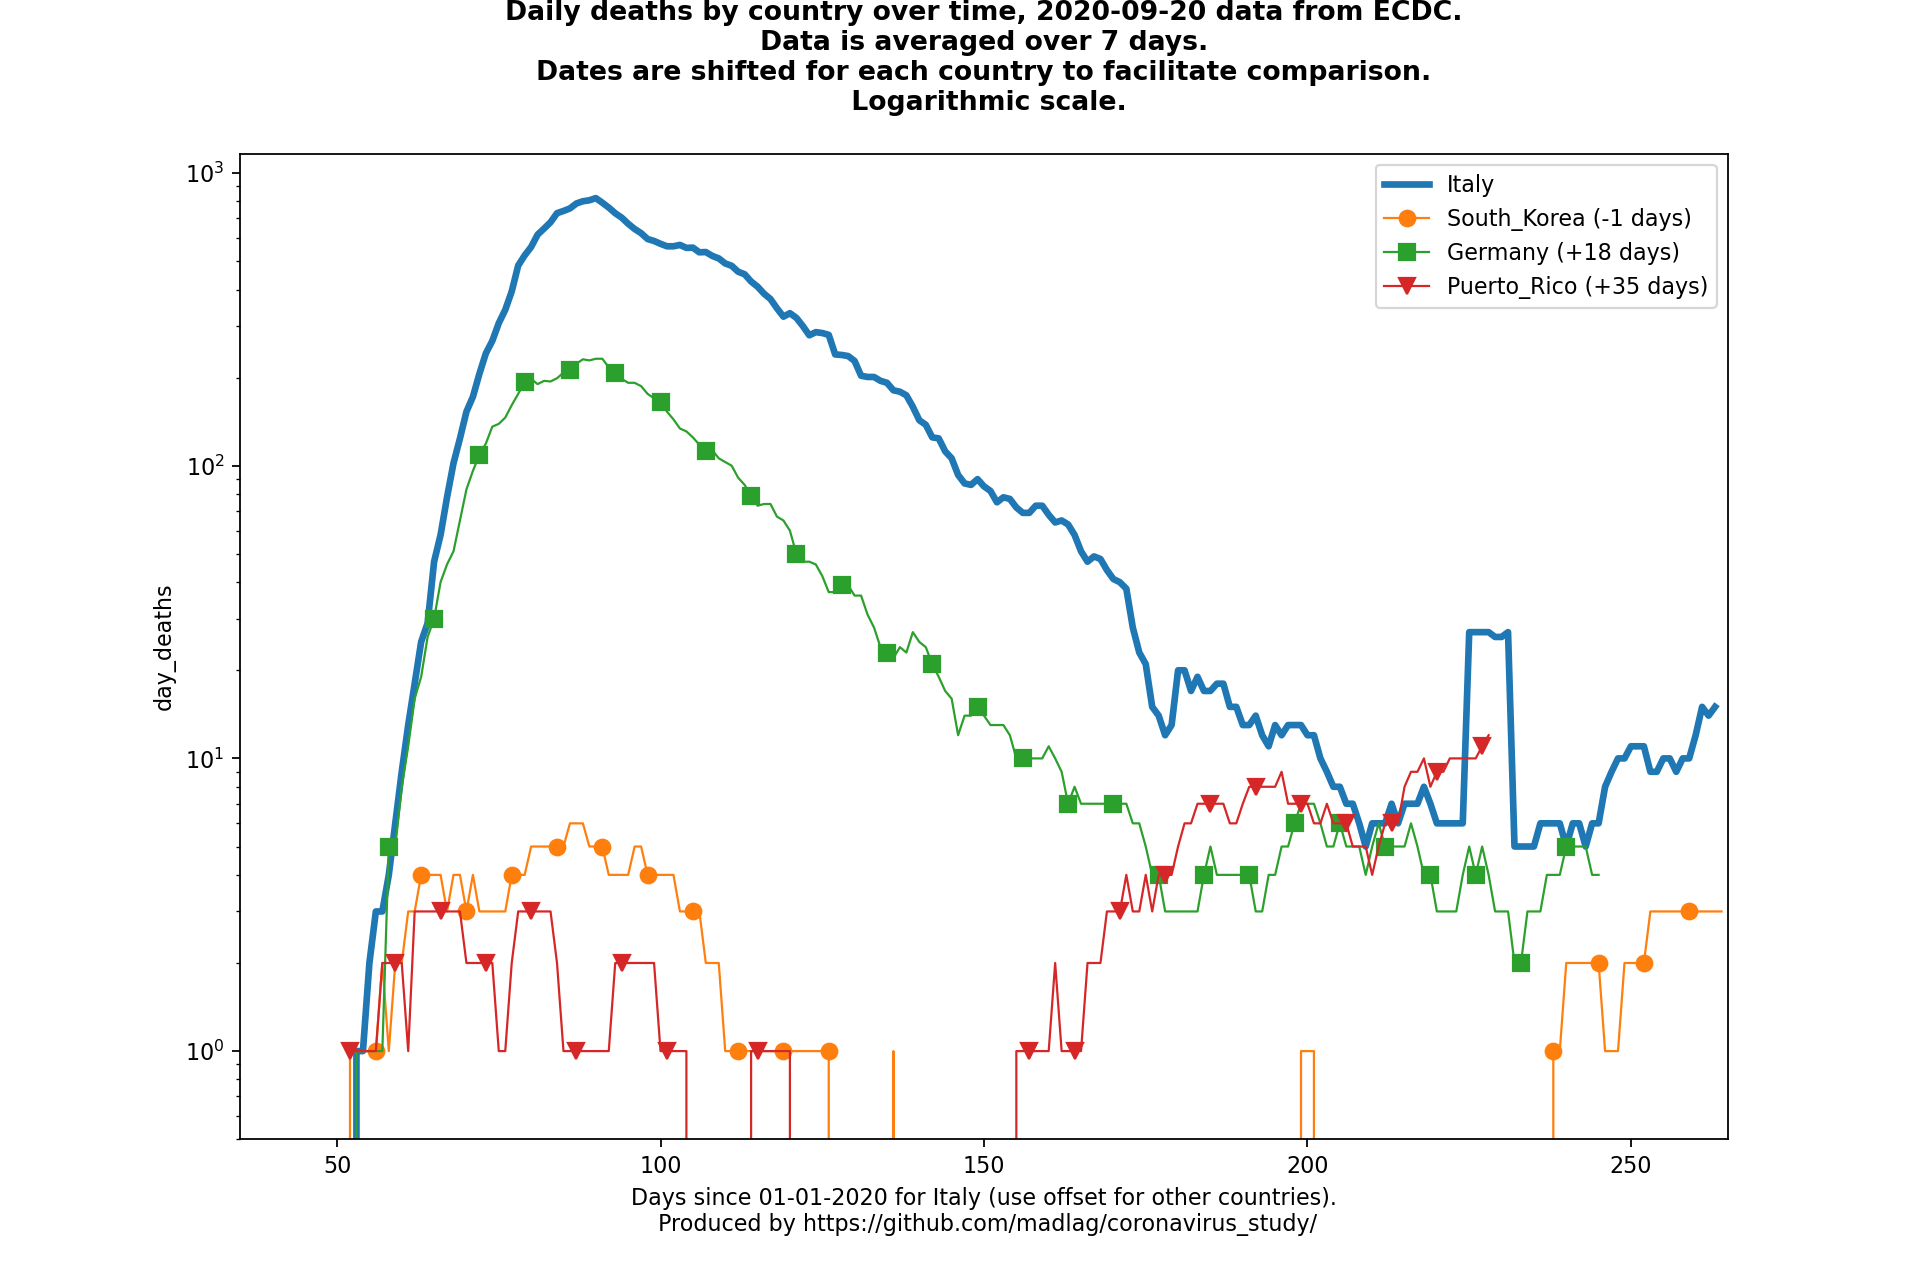 Daily deaths by country over time, 2020-09-20 data from ECDC.
Data is averaged over 7 days.
Dates are shifted for each country to facilitate comparison.
Logarithmic scale.
10³
10²
10¹
10⁰
day_deaths
Italy
South_Korea (-1 days)
Germany (+18 days)
Puerto_Rico (+35 days)
50 100 150 200 250
Days since 01-01-2020 for Italy (use offset for other countries).
Produced by https://github.com/madlag/coronavirus_study/